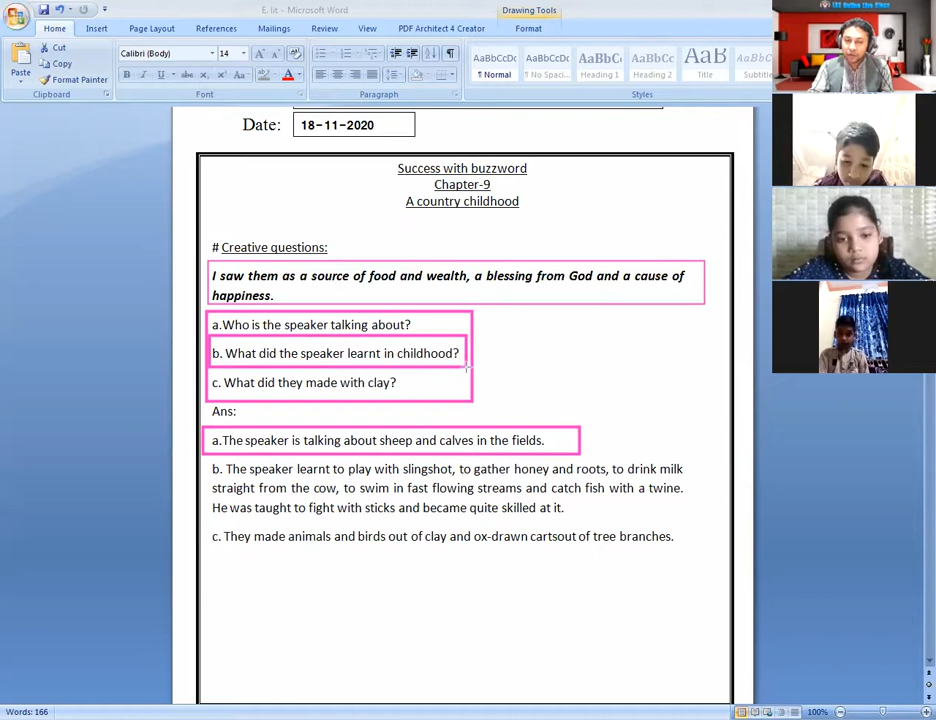 E. lit - Microsoft Word
Drawing Tools
Home Insert Page Layout References Mailings Review View PDF Architect 4 Creator Format
Paste
Cut
Copy
Format Painter
Clipboard
Calibri (Body) 14
Font
Paragraph
AaBbCcDc AaBbCcDc AaBbC AaBbCc AaB AaBbCc
¶ Normal ¶ No Spaci... Heading 1 Heading 2 Title Subtitl
Styles
Date: 18-11-2020
Success with buzzword
Chapter-9
A country childhood
# Creative questions:
I saw them as a source of food and wealth, a blessing from God and a cause of
happiness.
a.Who is the speaker talking about?
b. What did the speaker learnt in childhood?
c. What did they made with clay?
Ans:
a.The speaker is talking about sheep and calves in the fields.
b. The speaker learnt to play with slingshot, to gather honey and roots, to drink milk
straight from the cow, to swim in fast flowing streams and catch fish with a twine.
He was taught to fight with sticks and became quite skilled at it.
c. They made animals and birds out of clay and ox-drawn cartsout of tree branches.
Words: 166
100%